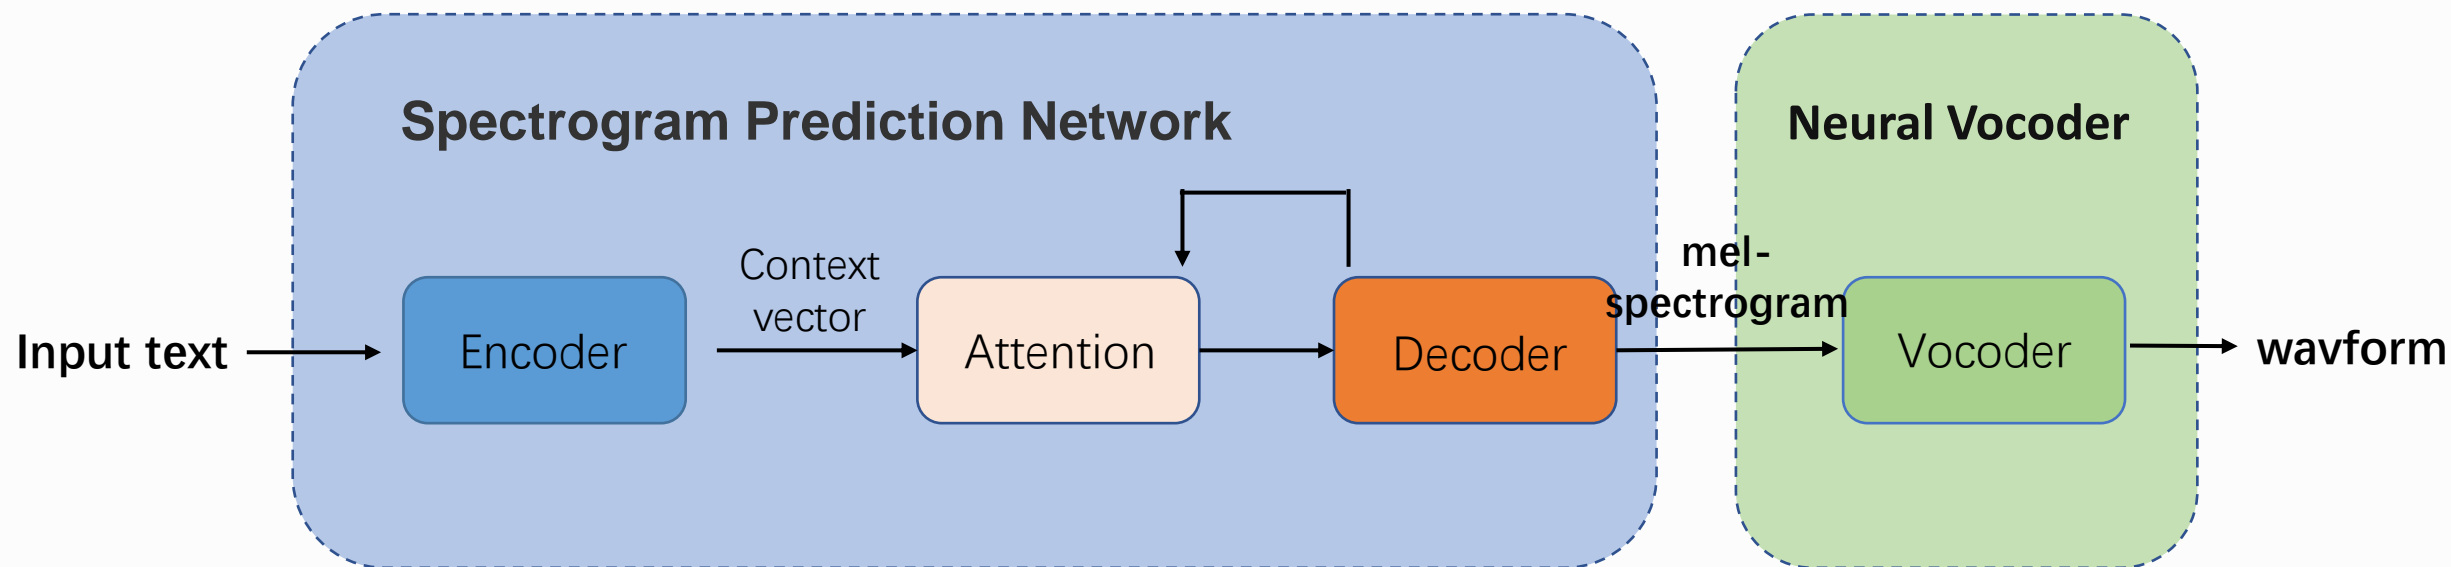 Spectrogram Prediction Network
Neural Vocoder
Input text
Encoder
Context
vector
Attention
Decoder
mel-
spectrogram
Vocoder
wavform